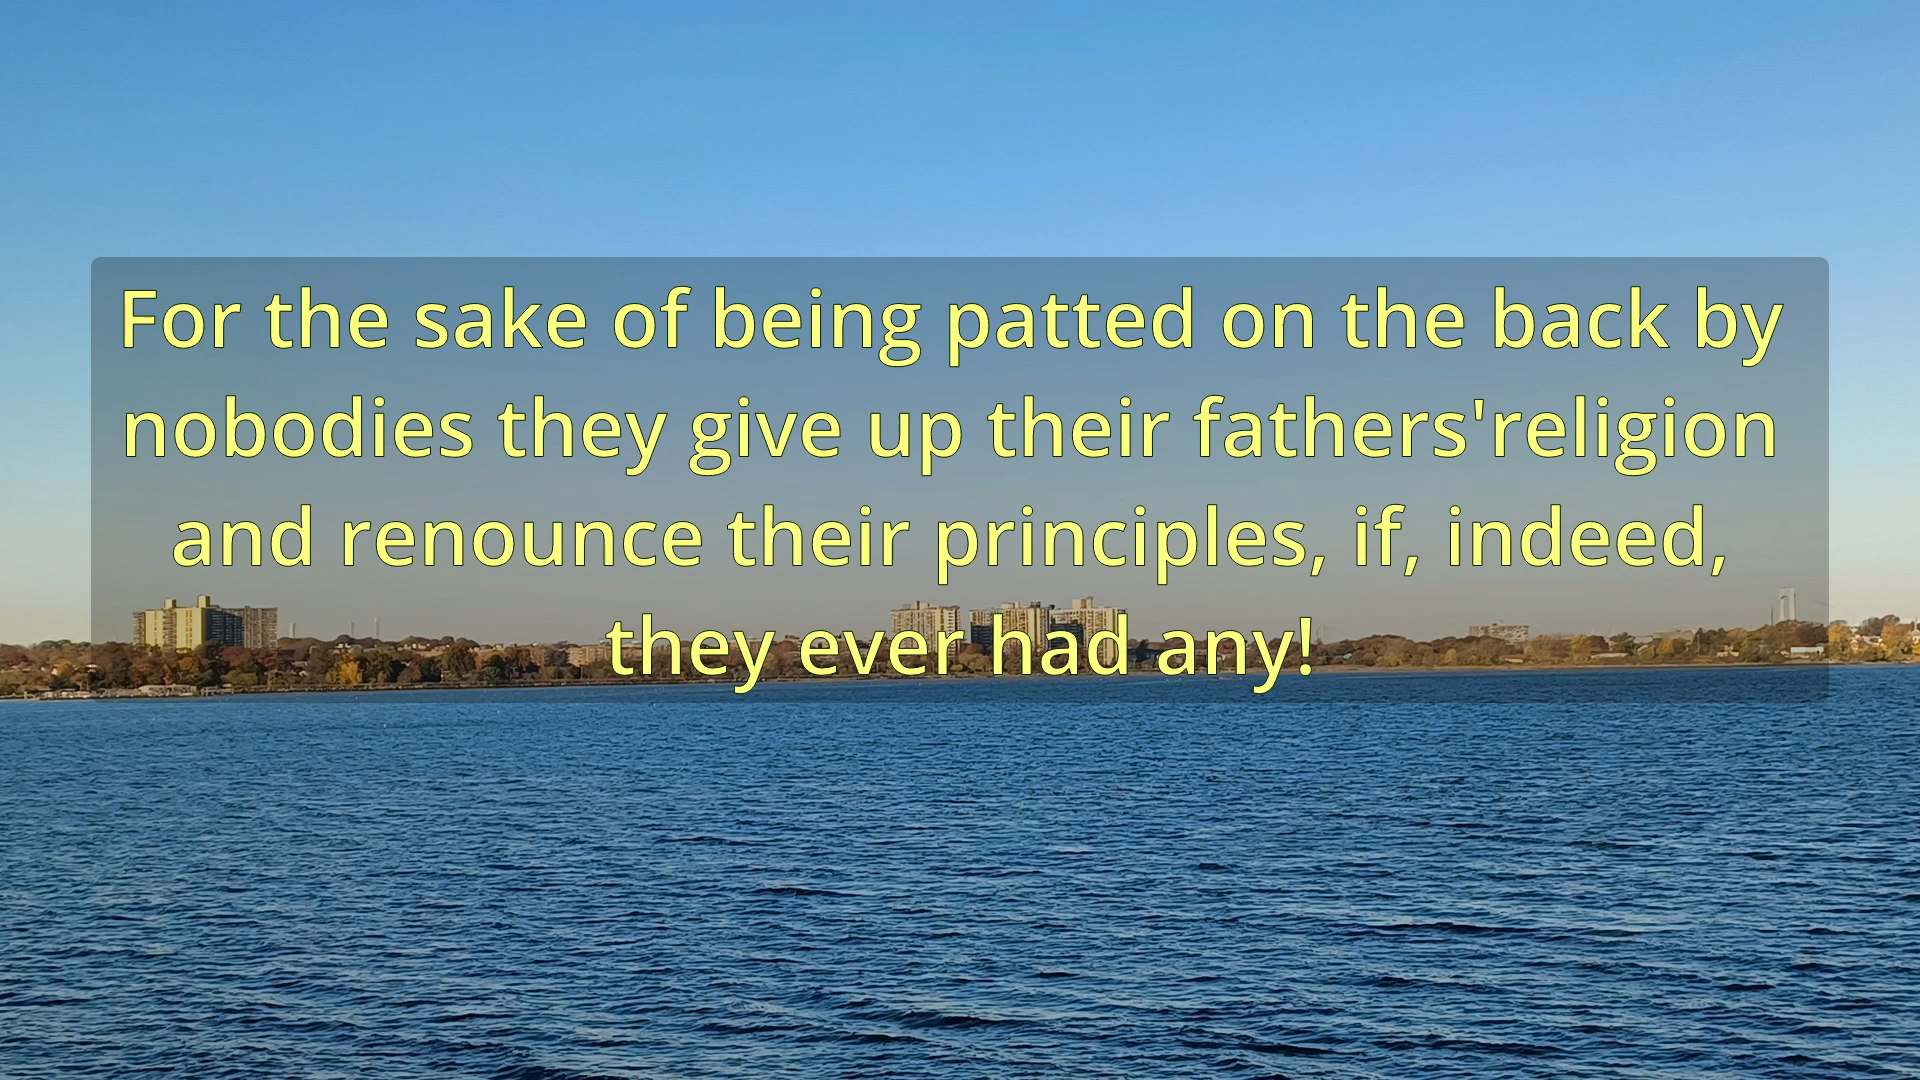 For the sake of being patted on the back by
nobodies they give up their fathers'religion
and renounce their principles, if, indeed,
they ever had any!